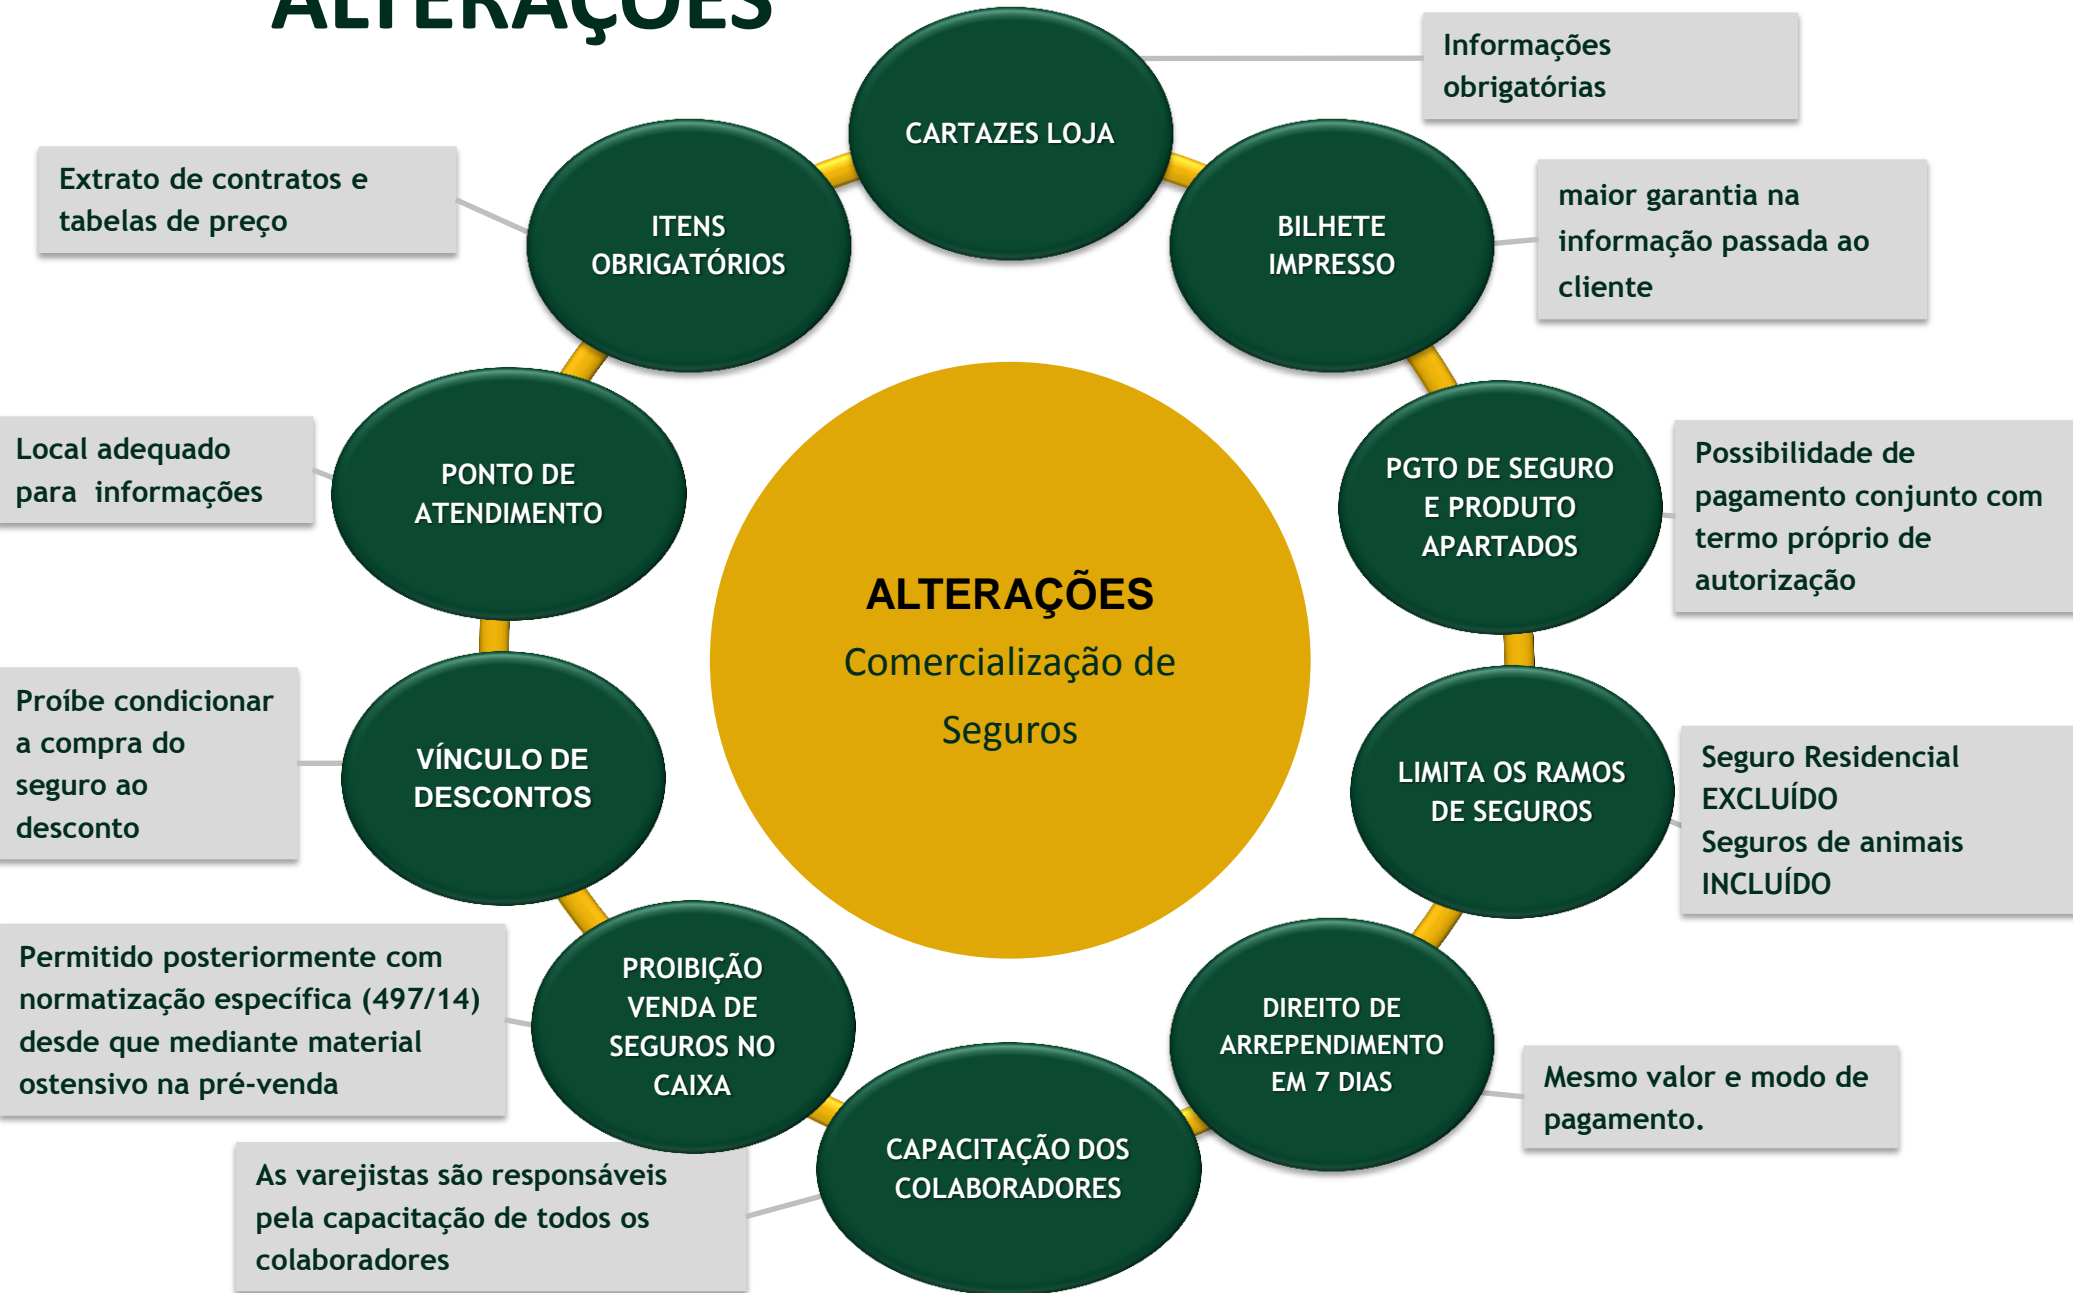 ALTERAÇÕES
CARTAZES LOJA
Informações
obrigatórias
BILHETE
IMPRESSO
maior garantia na
informação passada ao
cliente
PGTO DE SEGURO
E PRODUTO
APARTADOS
Possibilidade de
pagamento conjunto com
termo próprio de
autorização
LIMITA OS RAMOS
DE SEGUROS
Seguro Residencial
EXCLUÍDO
Seguros de animais
INCLUÍDO
DIREITO DE
ARREPENDIMENTO
EM 7 DIAS
Mesmo valor e modo de
pagamento.
CAPACITAÇÃO DOS
COLABORADORES
As varejistas são responsáveis
pela capacitação de todos os
colaboradores
PROIBIÇÃO
VENDA DE
SEGUROS NO
CAIXA
Permitido posteriormente com
normatização específica (497/14)
desde que mediante material
ostensivo na pré-venda
VÍNCULO DE
DESCONTOS
Proíbe condicionar
a compra do
seguro ao
desconto
PONTO DE
ATENDIMENTO
Local adequado
para informações
ITENS
OBRIGATÓRIOS
Extrato de contratos e
tabelas de preço
ALTERAÇÕES
Comercialização de
Seguros